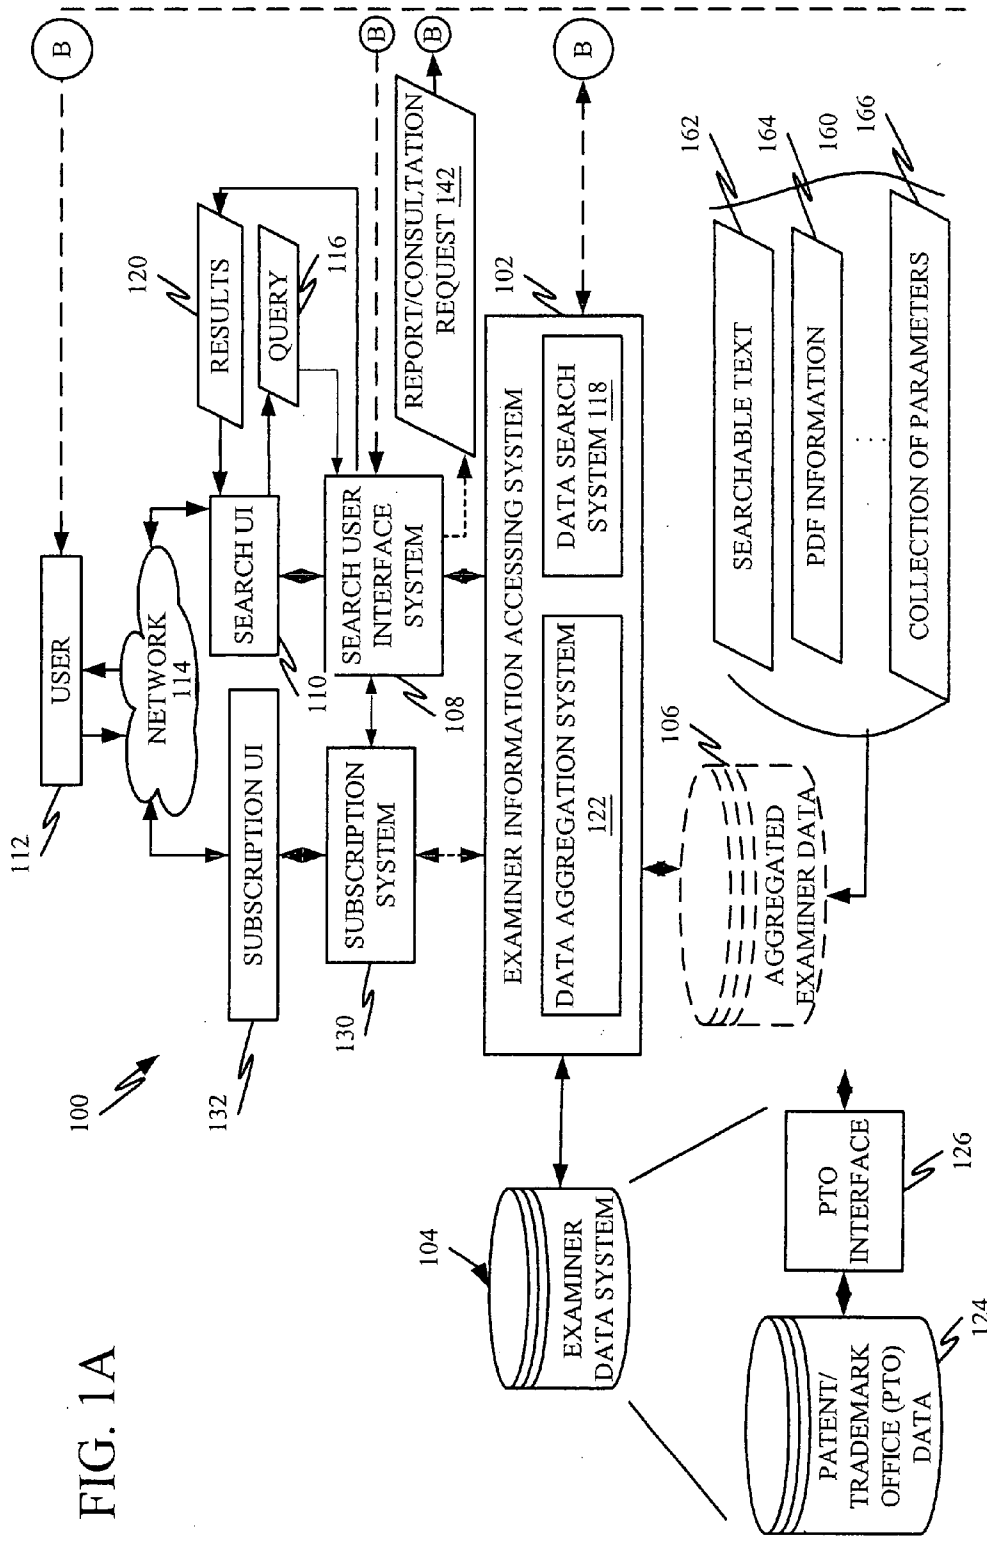 FIG. 1A
100
112
USER
B
NETWORK
114
132
SUBSCRIPTION UI
SEARCH UI
110
120
RESULTS
QUERY
116
130
SUBSCRIPTION
SYSTEM
108
SEARCH USER
INTERFACE
SYSTEM
B
B
REPORT/CONSULTATION
REQUEST 142
102
EXAMINER INFORMATION ACCESSING SYSTEM
DATA AGGREGATION SYSTEM
122
DATA SEARCH
SYSTEM 118
B
104
EXAMINER
DATA SYSTEM
106
AGGREGATED
EXAMINER DATA
PATENT/
TRADEMARK
OFFICE (PTO)
DATA
124
PTO
INTERFACE
126
SEARCHABLE TEXT
162
PDF INFORMATION
164
160
COLLECTION OF PARAMETERS
166